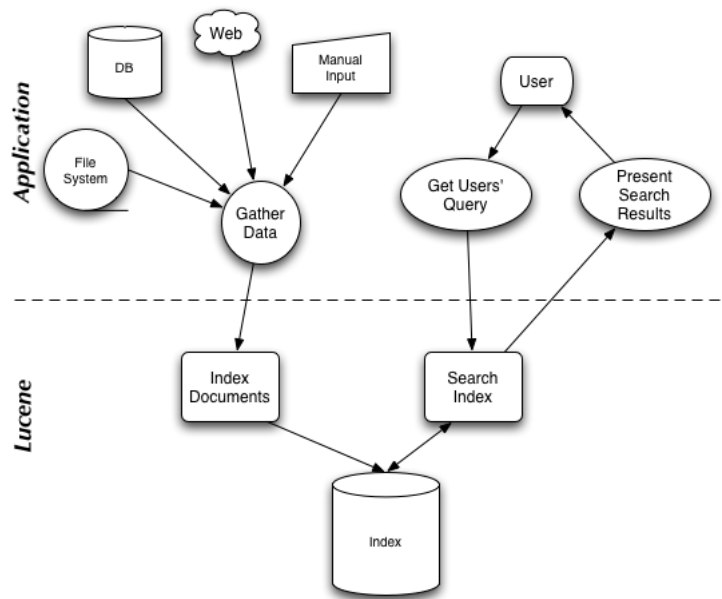 Application
Web
DB
Manual
Input
User
File
System
Gather
Data
Get Users'
Query
Present
Search
Results
Lucene
Index
Documents
Search
Index
Index